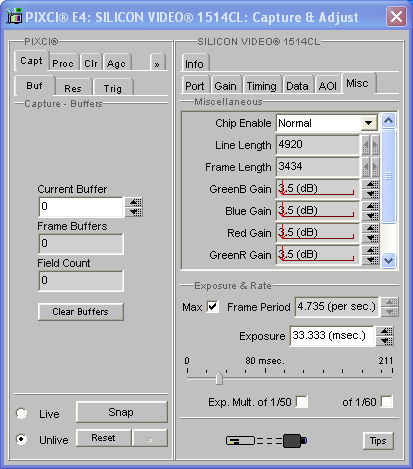 PIXCI® E4: SILICON VIDEO® 1514CL: Capture & Adjust
PIXCI®
Capt Proc Clr Agc »
Buf Res Trig
Capture - Buffers
Current Buffer
0
Frame Buffers
0
Field Count
0
Clear Buffers
Live
Snap
Unlive
Reset »
SILICON VIDEO® 1514CL
Info
Port Gain Timing Data AOI Misc
Miscellaneous
Chip Enable Normal
Line Length 4920
Frame Length 3434
GreenB Gain 3.5 (dB)
Blue Gain 3.5 (dB)
Red Gain 3.5 (dB)
GreenR Gain 3.5 (dB)
Exposure & Rate
Max Frame Period 4.735 (per sec.)
Exposure 33.333 (msec.)
0 80 msec. 211
Exp. Mult. of 1/50 of 1/60
Tips